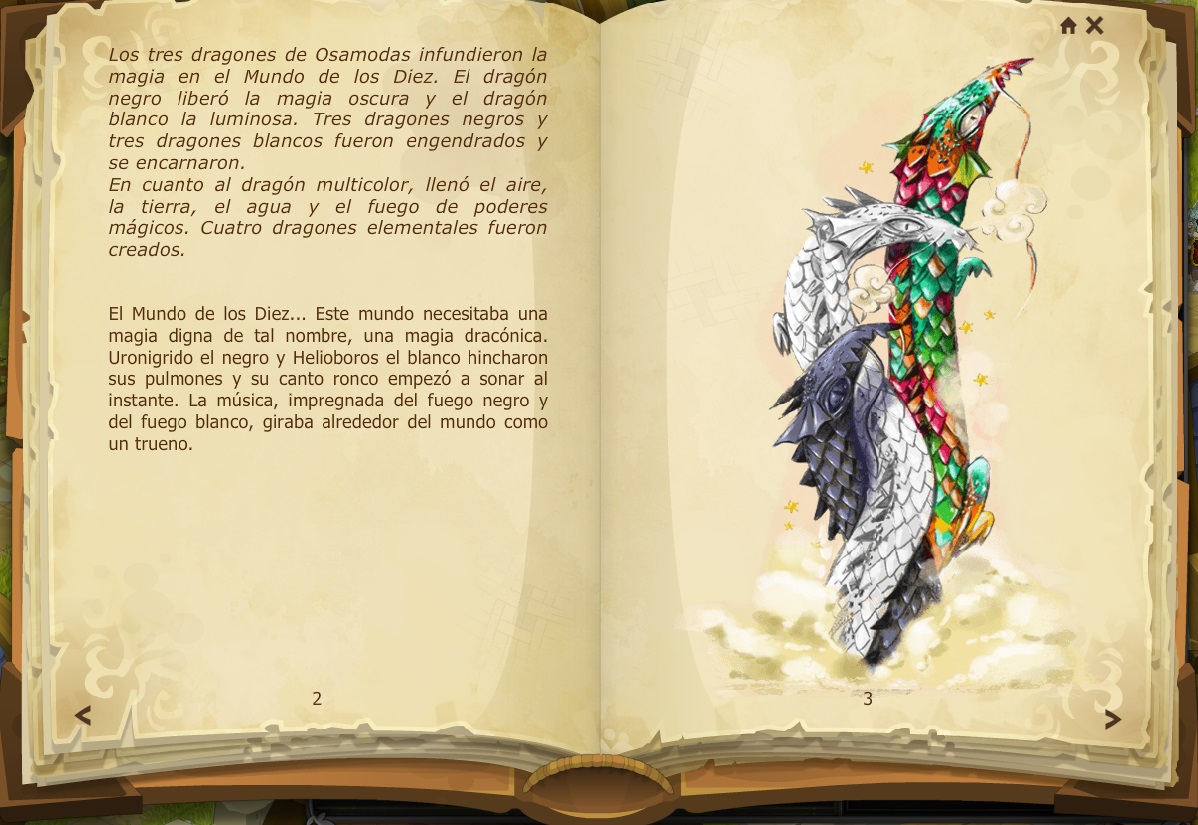 Los tres dragones de Osamodas infundieron la
magia en el Mundo de los Diez. El dragón
negro liberó la magia oscura y el dragón
blanco la luminosa. Tres dragones negros y
tres dragones blancos fueron engendrados y
se encarnaron.
En cuanto al dragón multicolor, llenó el aire,
la tierra, el agua y el fuego de poderes
mágicos. Cuatro dragones elementales fueron
creados.
El Mundo de los Diez... Este mundo necesitaba una
magia digna de tal nombre, una magia dracónica.
Uronigrido el negro y Helioboros el blanco hincharon
sus pulmones y su canto ronco empezó a sonar al
instante. La música, impregnada del fuego negro y
del fuego blanco, giraba alrededor del mundo como
un trueno.
2
3